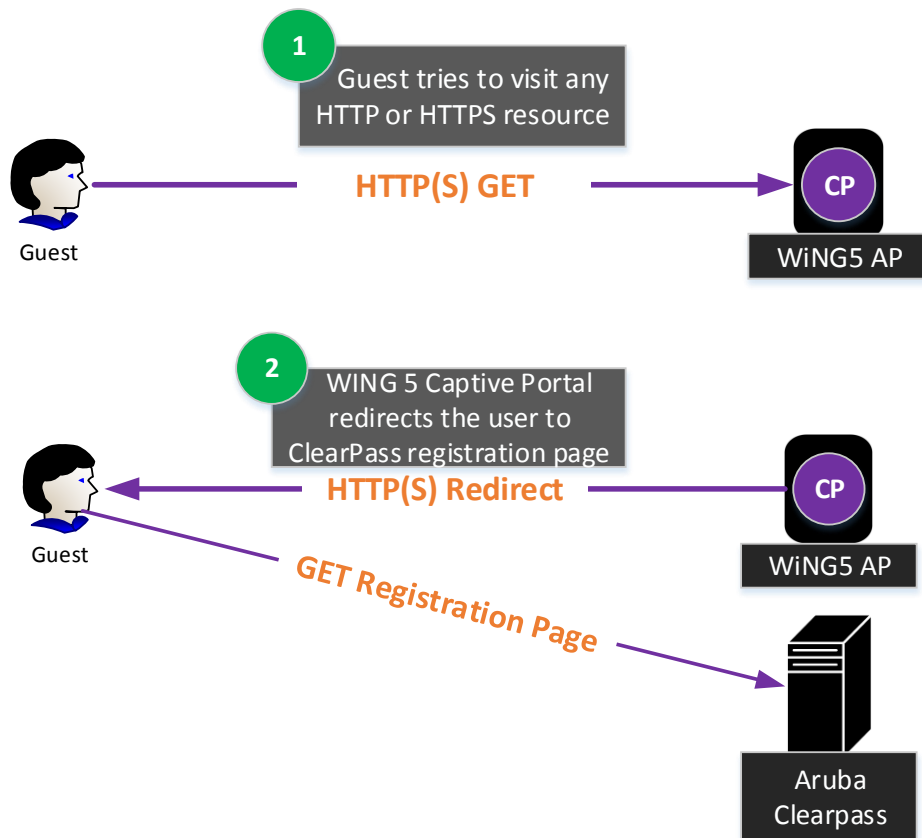 1
Guest tries to visit any
HTTP or HTTPS resource
HTTP(S) GET
CP
Guest
WiNG5 AP
2
WING 5 Captive Portal
redirects the user to
ClearPass registration page
HTTP(S) Redirect
CP
Guest
WiNG5 AP
GET Registration Page
Aruba
Clearpass